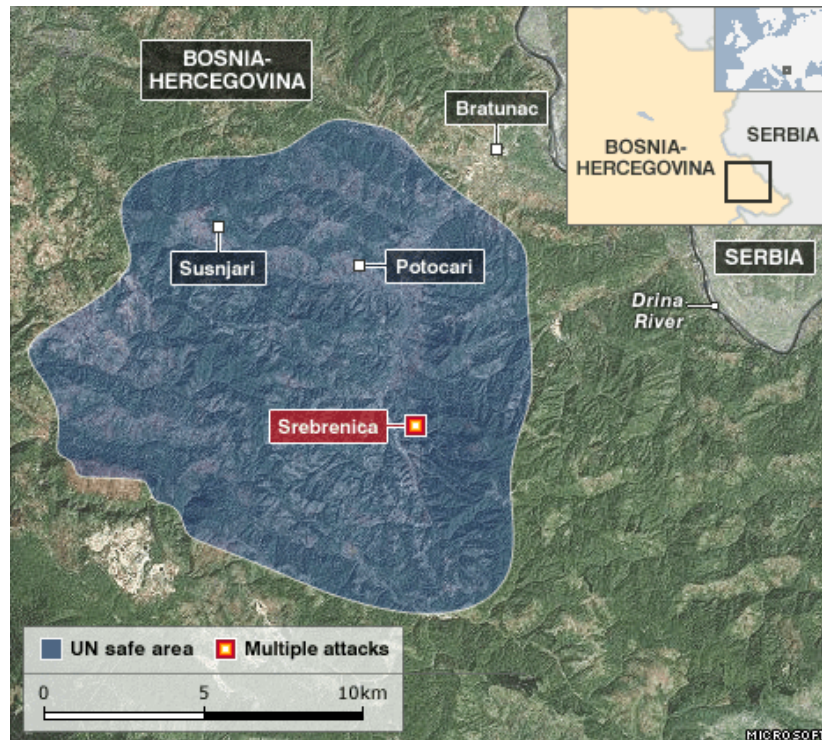 BOSNIA-
HERCEGOVINA
Bratunac
BOSNIA-
HERCEGOVINA
SERBIA
Susnjari
Potocari
SERBIA
Drina
River
Srebrenica
UN safe area
Multiple attacks
0
5
10km
MICROSOFT